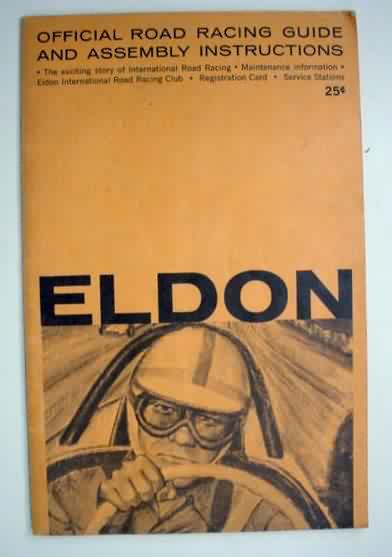 OFFICIAL ROAD RACING GUIDE
AND ASSEMBLY INSTRUCTIONS
• The exciting story of International Road Racing • Maintenance information •
Eldon International Road Racing Club • Registration Card • Service Stations
25¢
ELDON